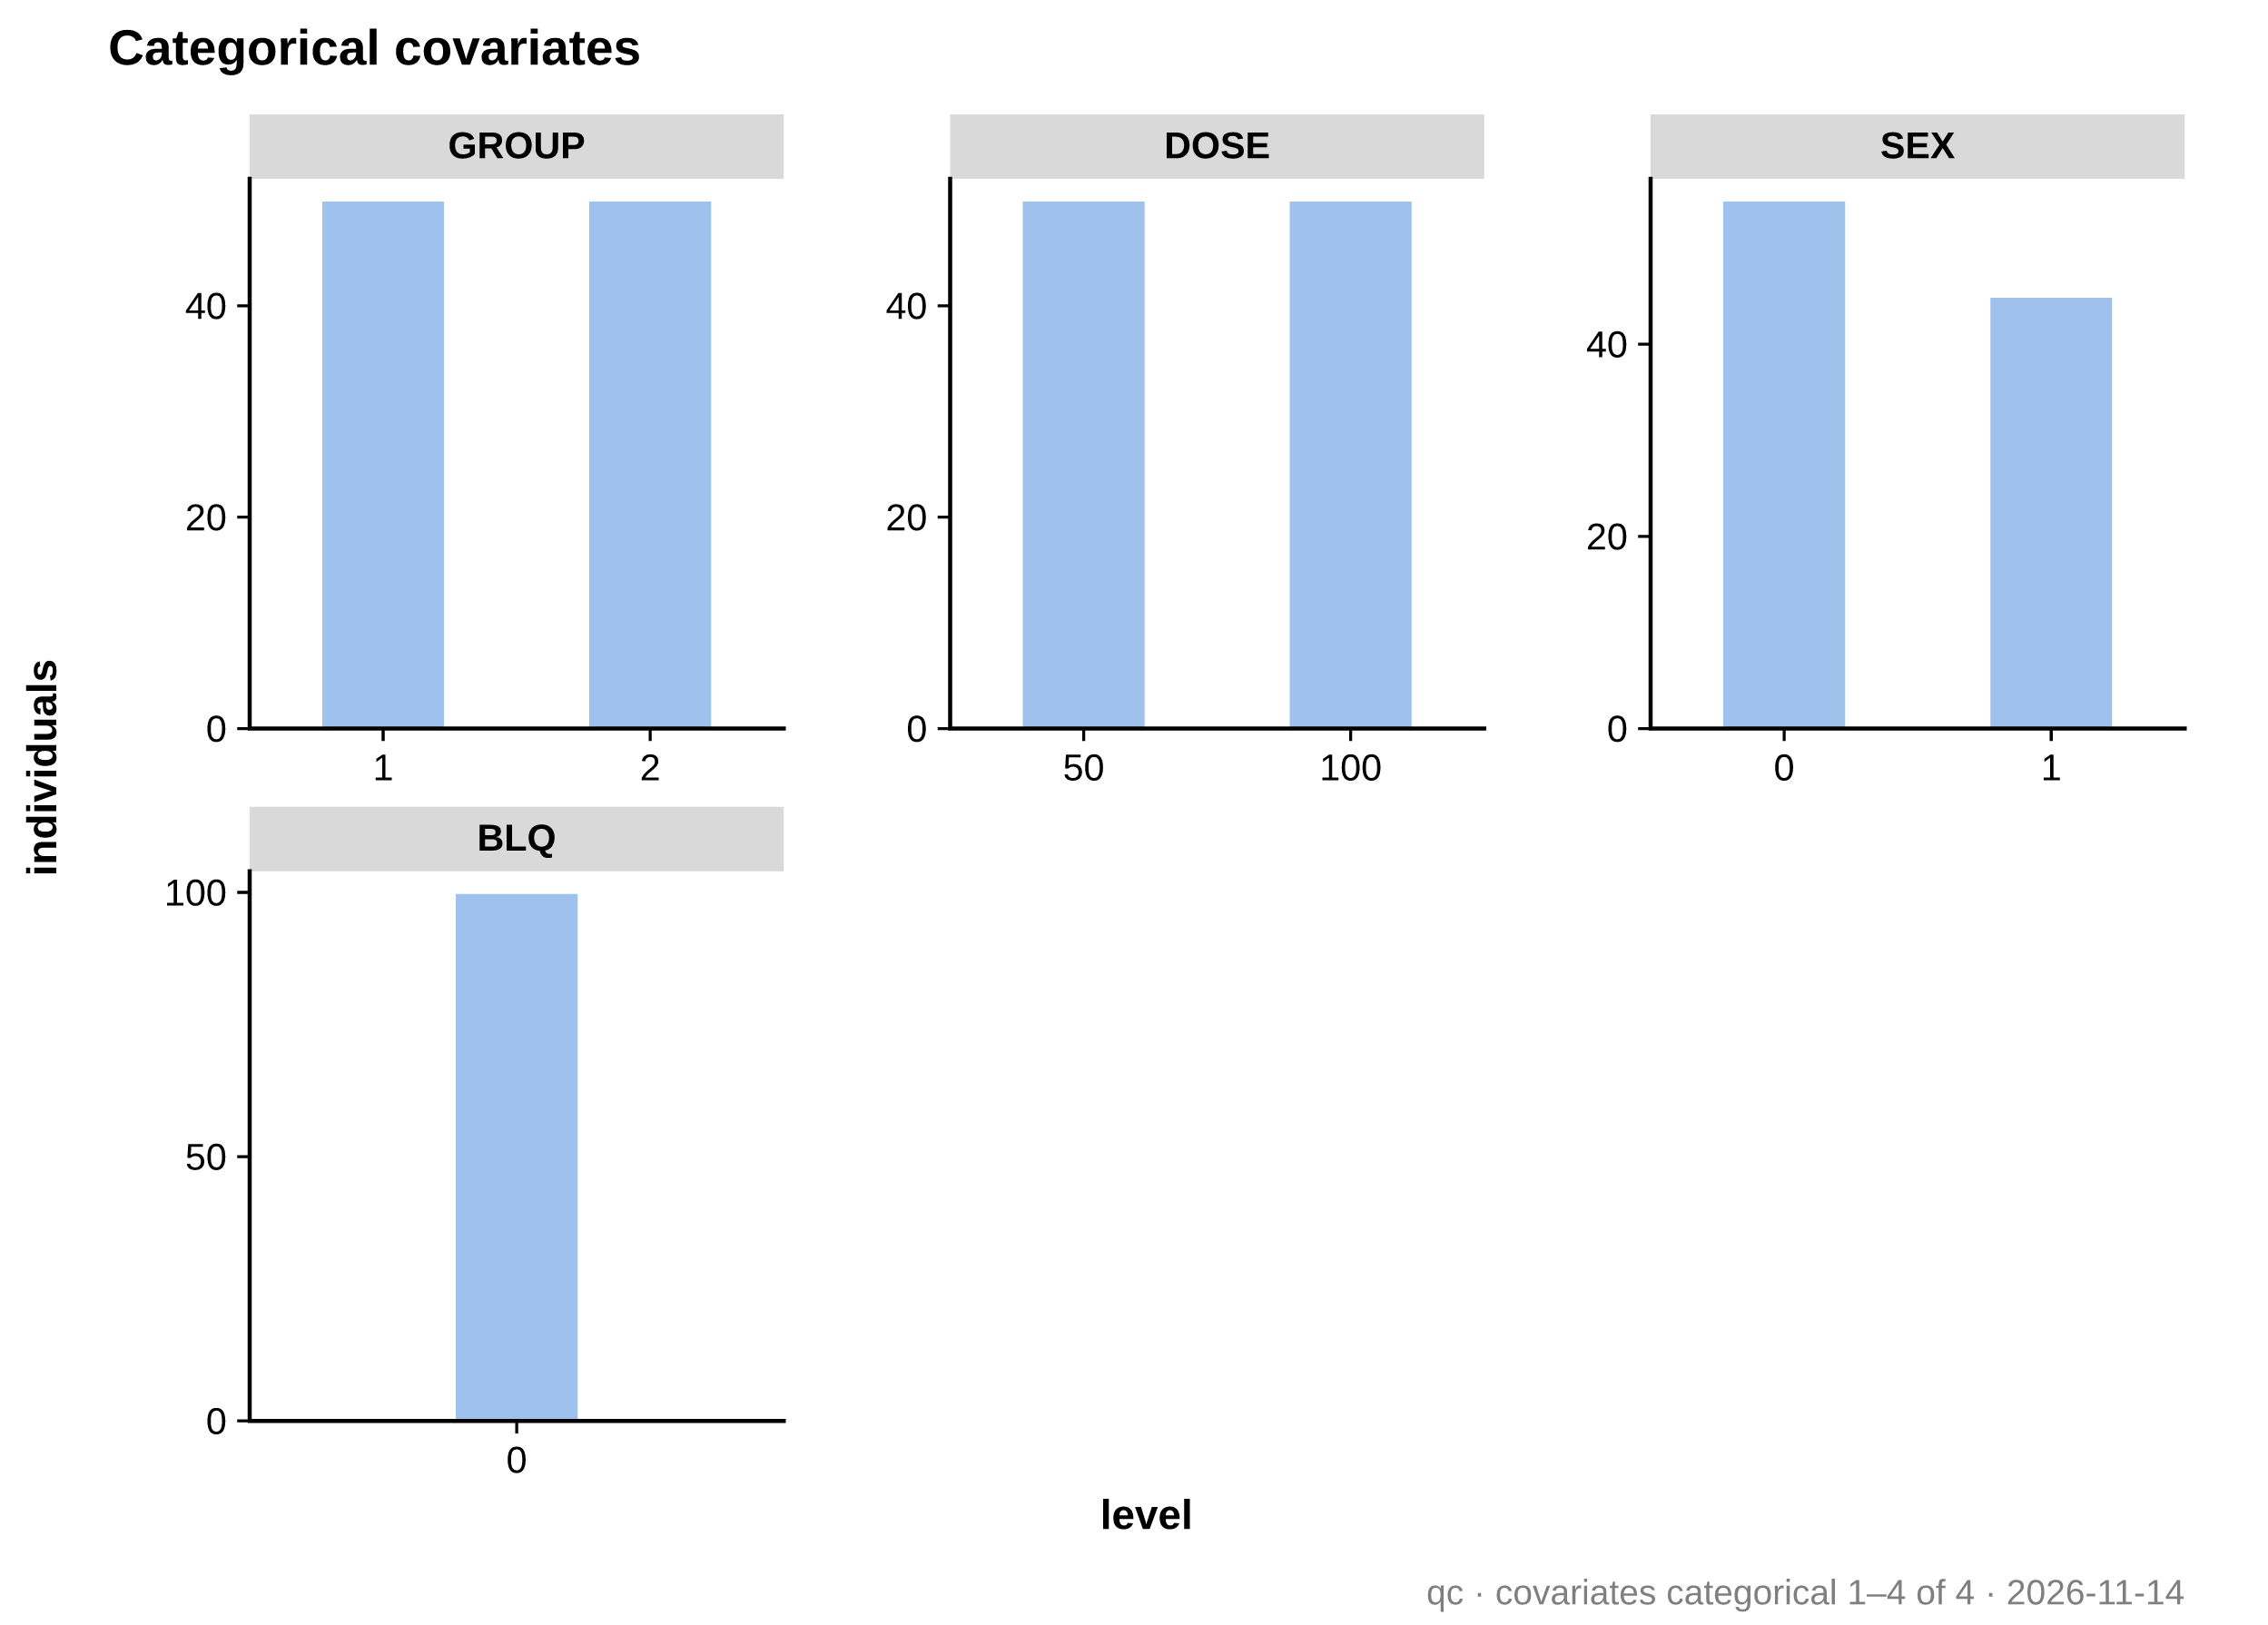 Categorical covariates
GROUP
DOSE
SEX
40
20
0
1
2
40
20
0
50
100
40
20
0
0
1
individuals
BLQ
100
50
0
0
level
qc · covariates categorical 1–4 of 4 · 2026-11-14